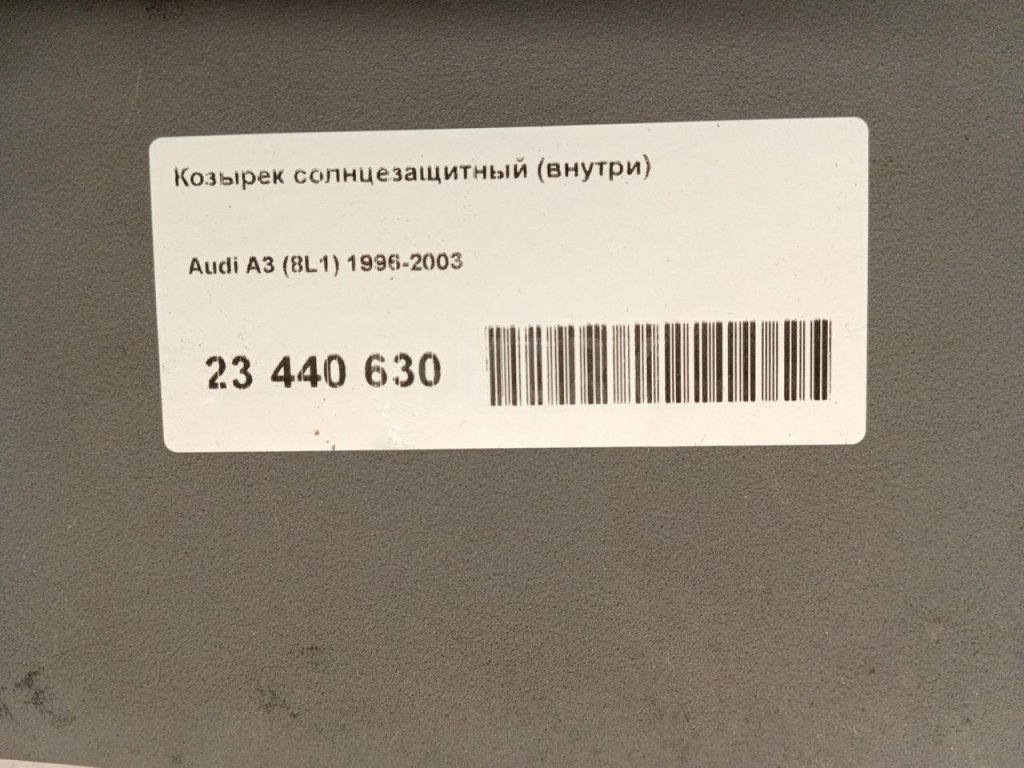 Козырек солнцезащитный (внутри)
Audi A3 (8L1) 1996-2003
23 440 630